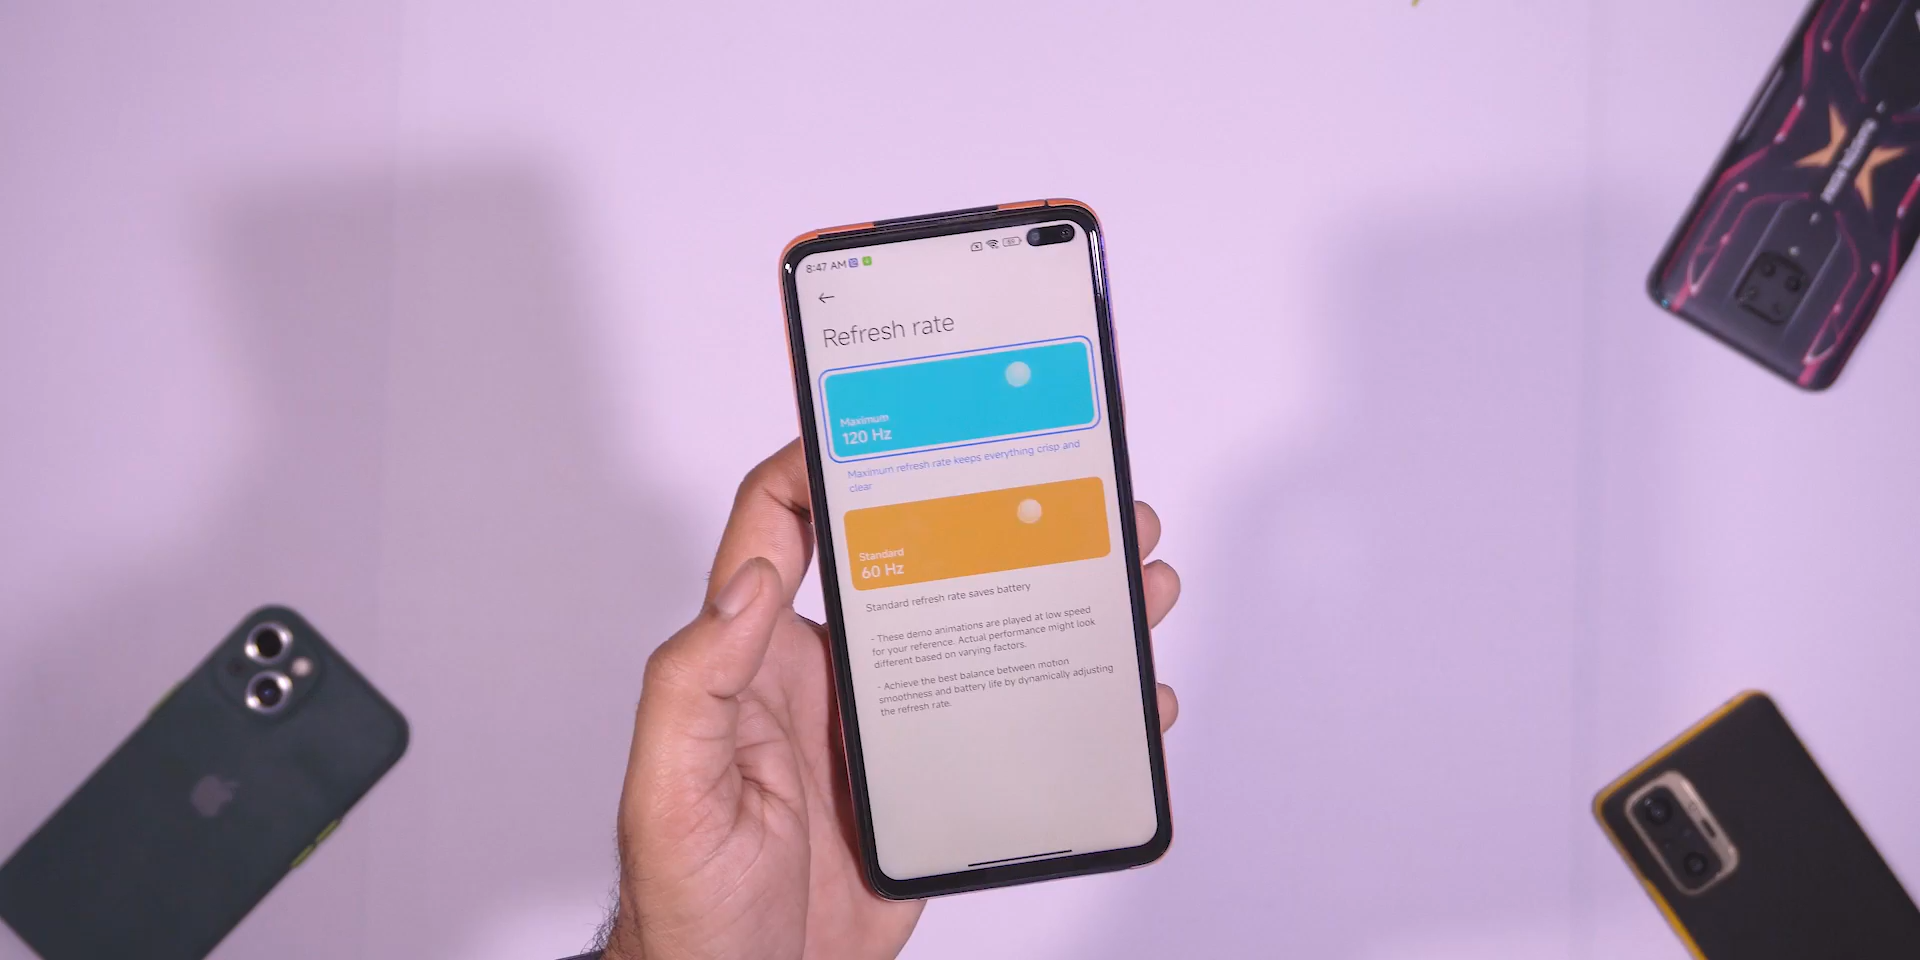 8:47 AM
Refresh rate
Maximum
120 Hz
Maximum refresh rate keeps everything crisp and
clear
Standard
60 Hz
Standard refresh rate saves battery
- These demo animations are played at low speed
for your reference. Actual performance might look
different based on varying factors.
- Achieve the best balance between motion
smoothness and battery life by dynamically adjusting
the refresh rate.